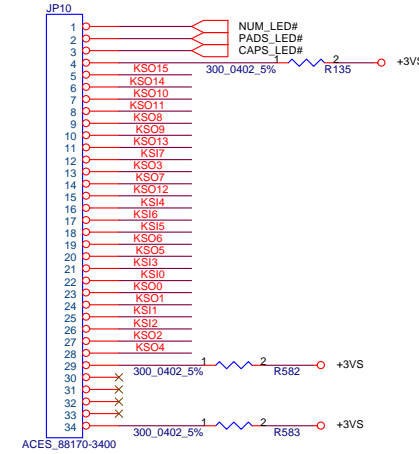 JP10
1 NUM_LED#
2 PADS_LED#
3 CAPS_LED#
4 1 2 +3VS
300_0402_5% R135
5 KSO15
6 KSO14
7 KSO10
8 KSO11
9 KSO8
10 KSO9
11 KSO13
12 KSI7
13 KSO3
14 KSO7
15 KSO12
16 KSI4
17 KSI6
18 KSI5
19 KSO6
20 KSO5
21 KSI3
22 KSI0
23 KSO0
24 KSO1
25 KSI1
26 KSI2
27 KSO2
28 KSO4
29 1 2 +3VS
300_0402_5% R582
30
31
32
33
34 1 2 +3VS
300_0402_5% R583
ACES_88170-3400